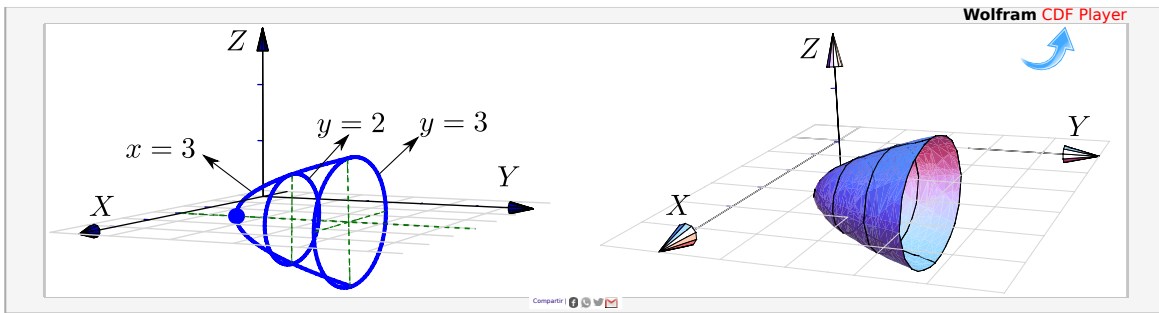 Wolfram CDF Player
Z
y = 2
y = 3
x = 3
X
Y
Z
Y
X
Compartir |